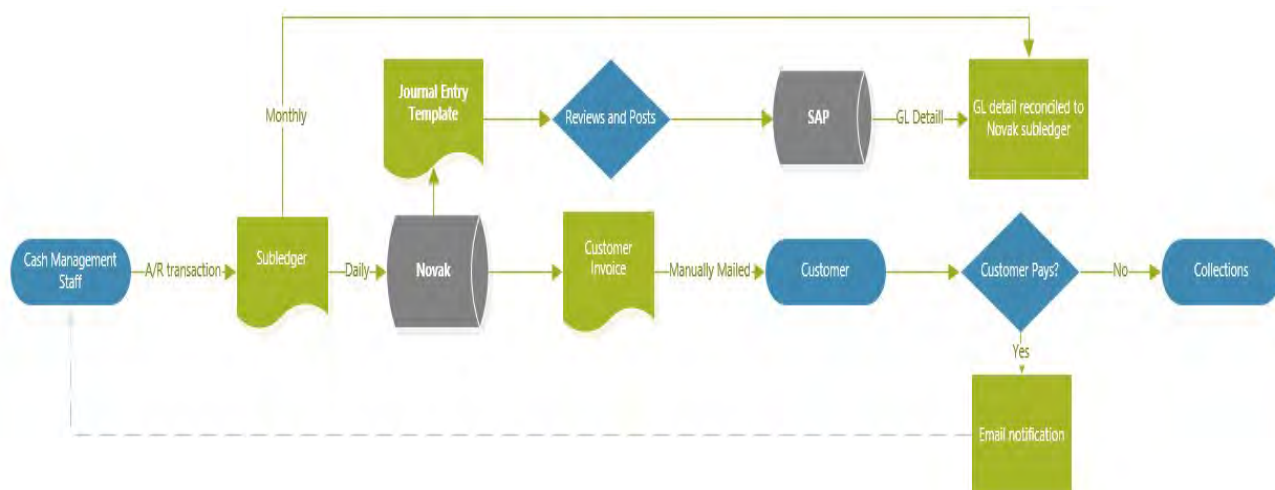 Monthly
Journal Entry
Template
Reviews and Posts
SAP
GL Detaill
GL detail reconciled to
Novak subledger
Cash Management
Staff
A/R transaction
Subledger
Daily
Novak
Customer
Invoice
Manually Mailed
Customer
Customer Pays?
No
Collections
Yes
Email notification